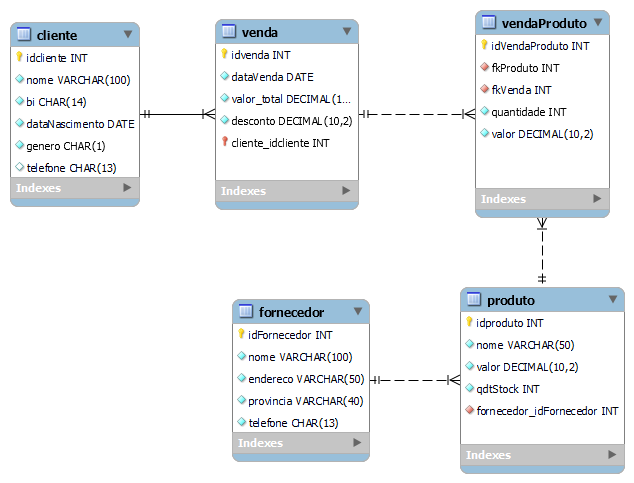 cliente
idcliente INT
nome VARCHAR(100)
bi CHAR(14)
dataNascimento DATE
genero CHAR(1)
telefone CHAR(13)
Indexes
venda
idvenda INT
dataVenda DATE
valor_total DECIMAL(1...
desconto DECIMAL(10,2)
cliente_idcliente INT
Indexes
vendaProduto
idVendaProduto INT
fkProduto INT
fkVenda INT
quantidade INT
valor DECIMAL(10,2)
Indexes
fornecedor
idFornecedor INT
nome VARCHAR(100)
endereco VARCHAR(50)
provincia VARCHAR(40)
telefone CHAR(13)
Indexes
produto
idproduto INT
nome VARCHAR(50)
valor DECIMAL(10,2)
qdtStock INT
fornecedor_idFornecedor INT
Indexes